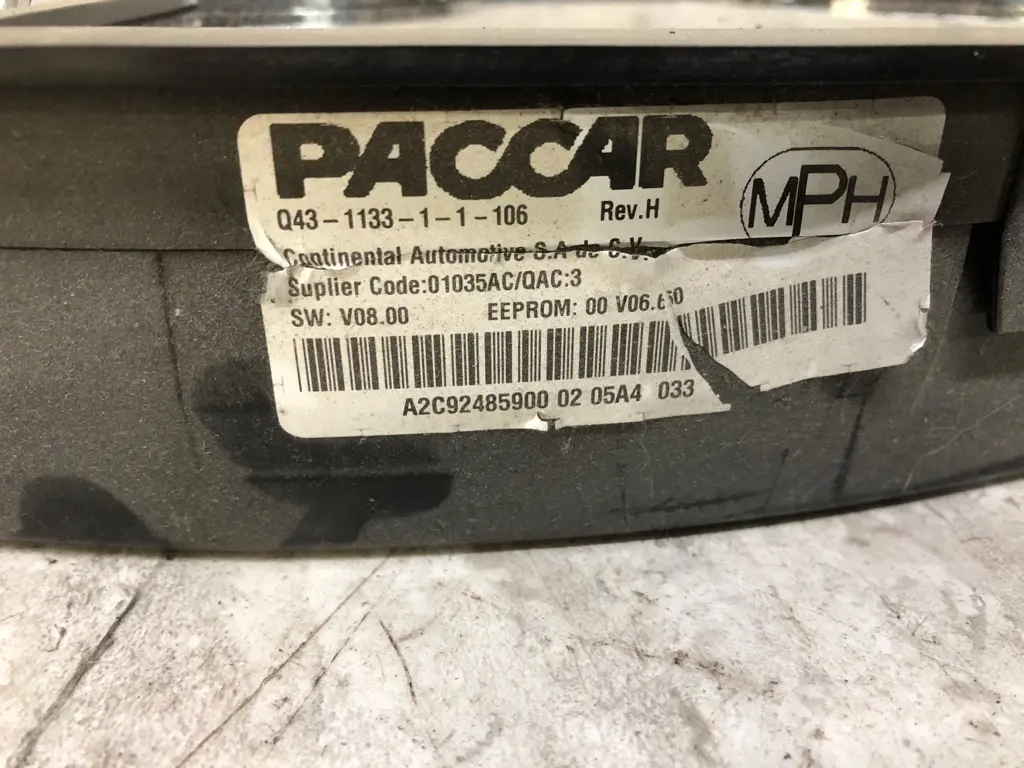 PACCAR
Q43-1133-1-1-106 Rev.H
MPH
Continental Automotive S.A de C.V.
Suplier Code:01035AC/QAC:3
SW: V08.00 EEPROM: 00 V06.
A2C92485900 02 05A4 033